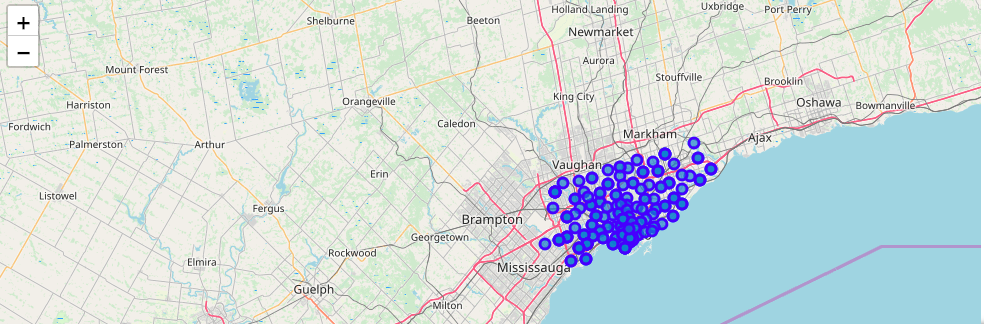 +
−
Holland Landing
Uxbridge
Port Perry
Shelburne
Beeton
Newmarket
Aurora
Mount Forest
Stouffville
Brooklin
King City
Orangeville
Harriston
Oshawa
Bowmanville
Caledon
Fordwich
Markham
Ajax
Palmerston
Arthur
Vaughan
Erin
Listowel
Fergus
Brampton
Georgetown
Rockwood
Elmira
Mississauga
Guelph
Milton